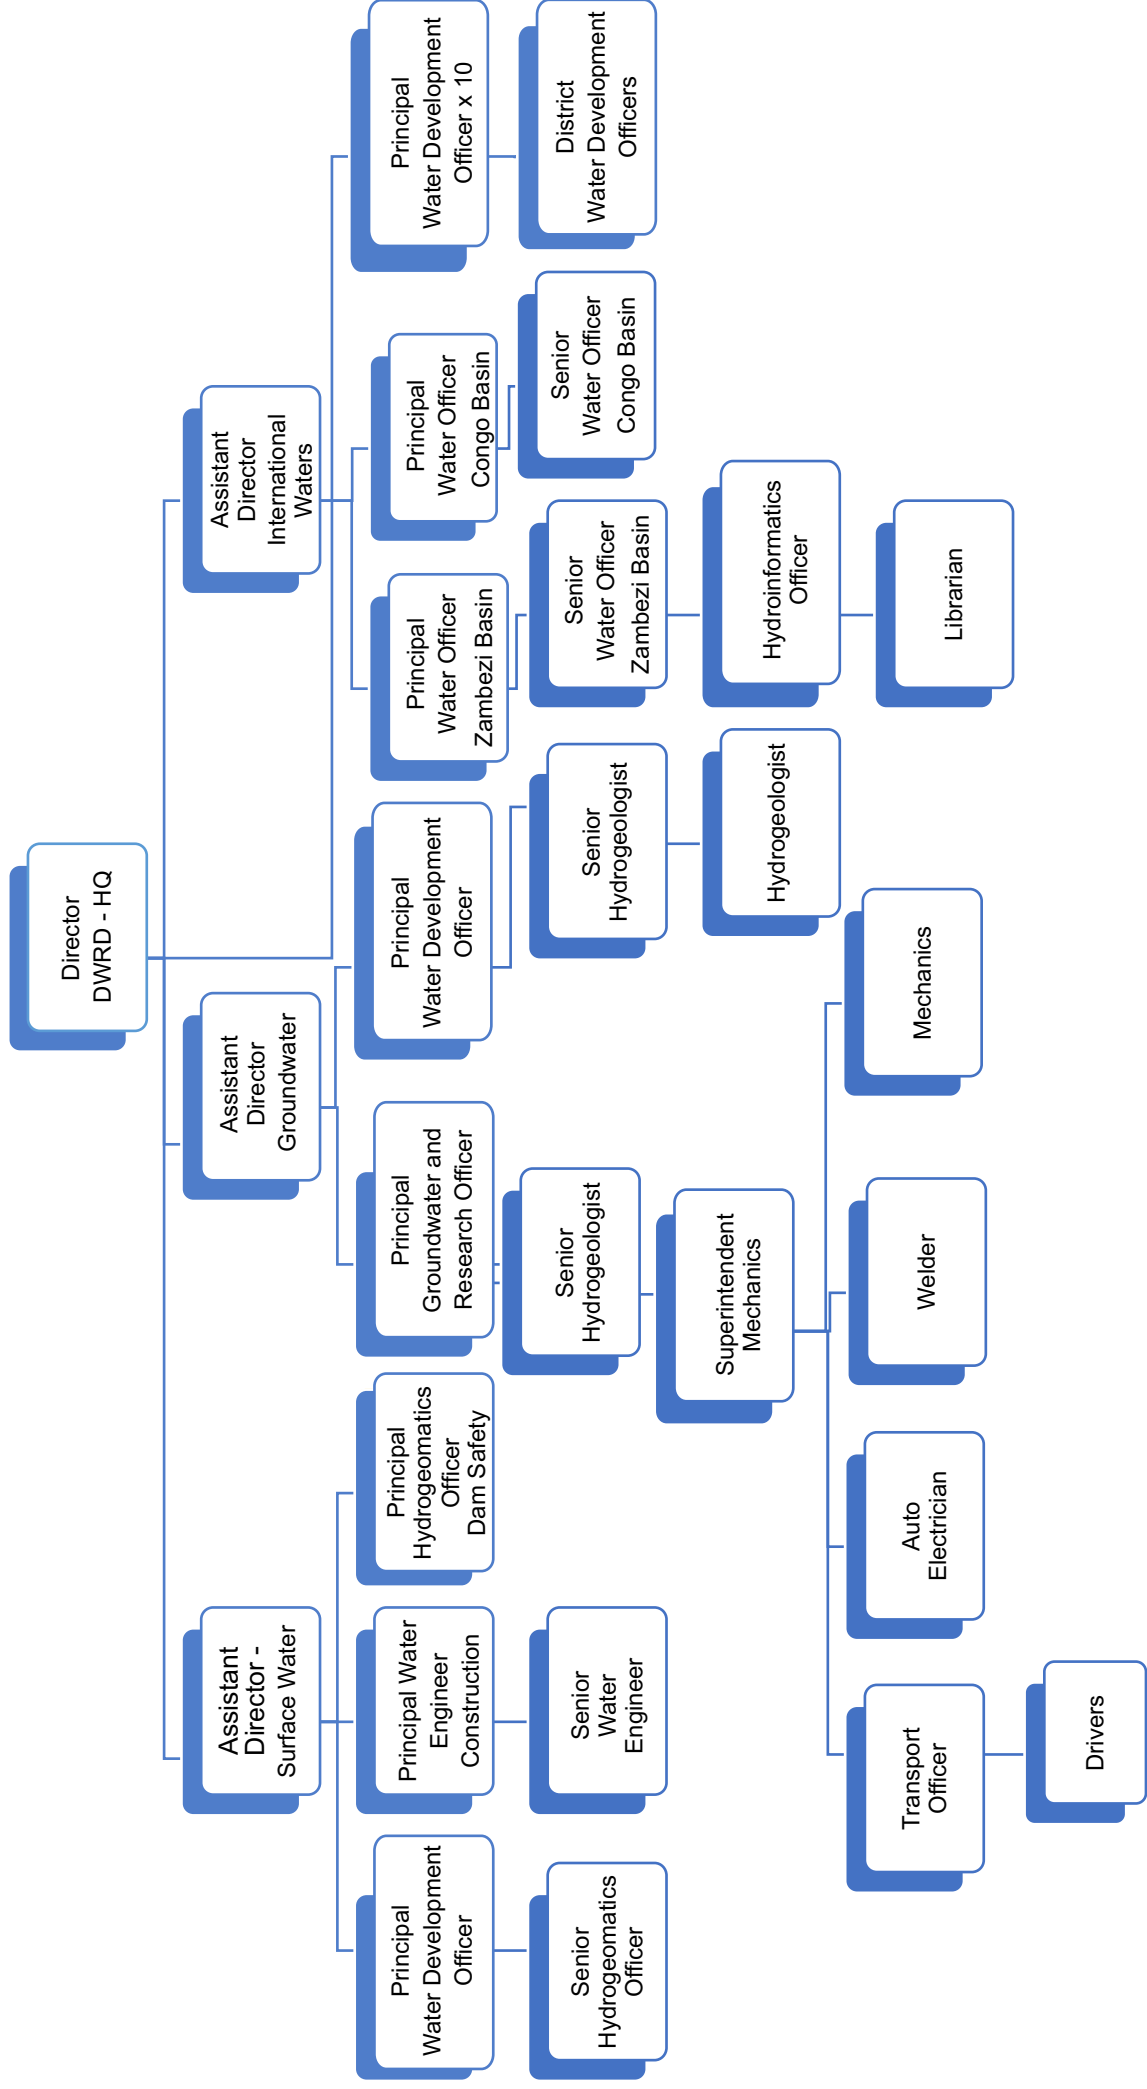 Director
DWRD - HQ
Assistant
Director -
Surface Water
Assistant
Director
Groundwater
Assistant
Director
International
Waters
Principal
Water Development
Officer
Principal Water
Engineer
Construction
Principal
Hydrogeomatics
Officer
Dam Safety
Principal
Groundwater and
Research Officer
Principal
Water Development
Officer
Principal
Water Officer
Zambezi Basin
Principal
Water Officer
Congo Basin
Principal
Water Development
Officer x 10
Senior
Hydrogeomatics
Officer
Senior
Water
Engineer
Senior
Hydrogeologist
Senior
Hydrogeologist
Senior
Water Officer
Zambezi Basin
Senior
Water Officer
Congo Basin
District
Water Development
Officers
Superintendent
Mechanics
Hydrogeologist
Hydroinformatics
Officer
Transport
Officer
Auto
Electrician
Welder
Mechanics
Librarian
Drivers